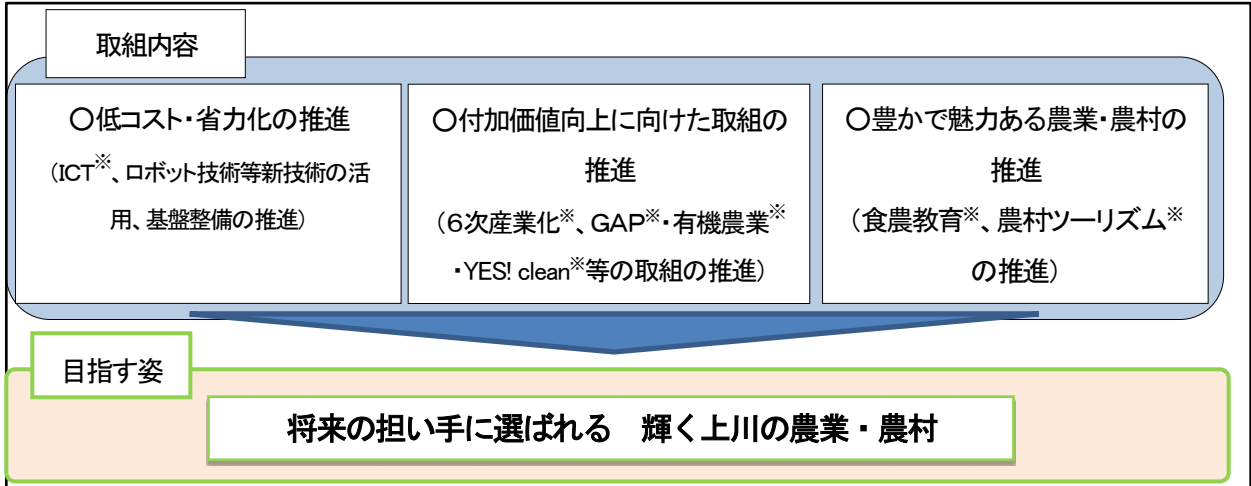 取組内容
○低コスト・省力化の推進
(ICT※、ロボット技術等新技術の活
用、基盤整備の推進)
○付加価値向上に向けた取組の
推進
(6次産業化※、GAP※・有機農業※
・YES! clean※等の取組の推進)
○豊かで魅力ある農業・農村の
推進
(食農教育※、農村ツーリズム※
の推進)
目指す姿
将来の担い手に選ばれる　輝く上川の農業・農村